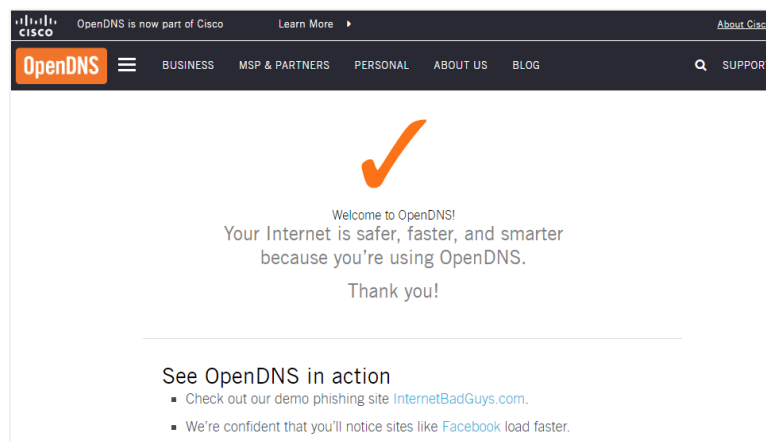 CISCO OpenDNS is now part of Cisco Learn More About Cisc
OpenDNS BUSINESS MSP & PARTNERS PERSONAL ABOUT US BLOG SUPPORT
Welcome to OpenDNS!
Your Internet is safer, faster, and smarter
because you're using OpenDNS.
Thank you!
See OpenDNS in action
Check out our demo phishing site InternetBadGuys.com.
We're confident that you'll notice sites like Facebook load faster.